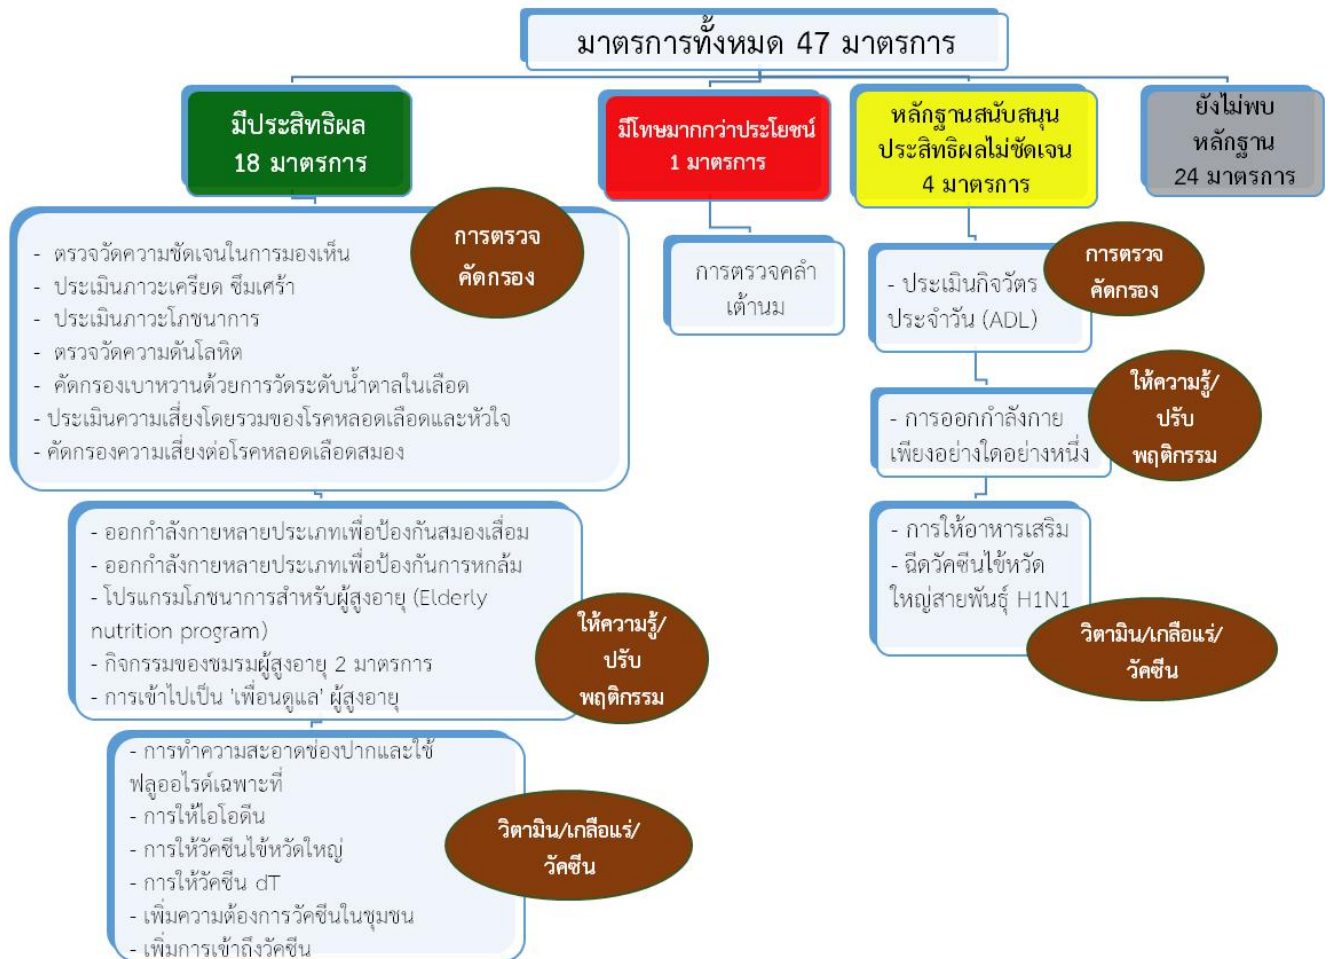 มาตรการทั้งหมด 47 มาตรการ
มีประสิทธิผล
18 มาตรการ
มีโทษมากกว่าประโยชน์
1 มาตรการ
หลักฐานสนับสนุน
ประสิทธิผลไม่ชัดเจน
4 มาตรการ
ยังไม่พบ
หลักฐาน
24 มาตรการ
การตรวจ
คัดกรอง
- ตรวจวัดความชัดเจนในการมองเห็น
- ประเมินภาวะเครียด ซึมเศร้า
- ประเมินภาวะโภชนาการ
- ตรวจวัดความดันโลหิต
- คัดกรองเบาหวานด้วยการวัดระดับน้ำตาลในเลือด
- ประเมินความเสี่ยงโดยรวมของโรคหลอดเลือดและหัวใจ
- คัดกรองความเสี่ยงต่อโรคหลอดเลือดสมอง
- ออกกำลังกายหลายประเภทเพื่อป้องกันสมองเสื่อม
- ออกกำลังกายหลายประเภทเพื่อป้องกันการหกล้ม
- โปรแกรมโภชนาการสำหรับผู้สูงอายุ (Elderly
nutrition program)
- กิจกรรมของชมรมผู้สูงอายุ 2 มาตรการ
- การเข้าไปเป็น 'เพื่อนดูแล' ผู้สูงอายุ
ให้ความรู้/
ปรับ
พฤติกรรม
- การทำความสะอาดช่องปากและใช้
ฟลูออไรด์เฉพาะที่
- การให้ไอโอดีน
- การให้วัคซีนไข้หวัดใหญ่
- การให้วัคซีน dT
- เพิ่มความต้องการวัคซีนในชุมชน
- เพิ่มการเข้าถึงวัคซีน
วิตามิน/เกลือแร่/
วัคซีน
การตรวจคลำ
เต้านม
- ประเมินกิจวัตร
ประจำวัน (ADL)
การตรวจ
คัดกรอง
- การออกกำลังกาย
เพียงอย่างใดอย่างหนึ่ง
ให้ความรู้/
ปรับ
พฤติกรรม
- การให้อาหารเสริม
- ฉีดวัคซีนไข้หวัด
ใหญ่สายพันธุ์ H1N1
วิตามิน/เกลือแร่/
วัคซีน